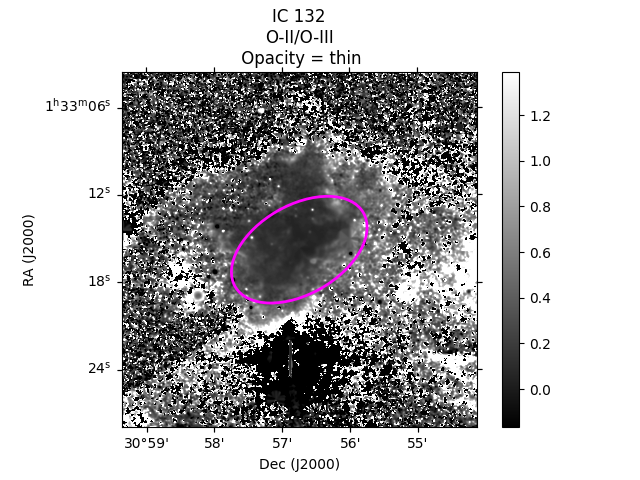 IC 132
O-II/O-III
Opacity = thin
1ʰ33ᵐ06ˢ
12ˢ
18ˢ
24ˢ
RA (J2000)
30°59' 58' 57' 56' 55'
Dec (J2000)
1.2
1.0
0.8
0.6
0.4
0.2
0.0